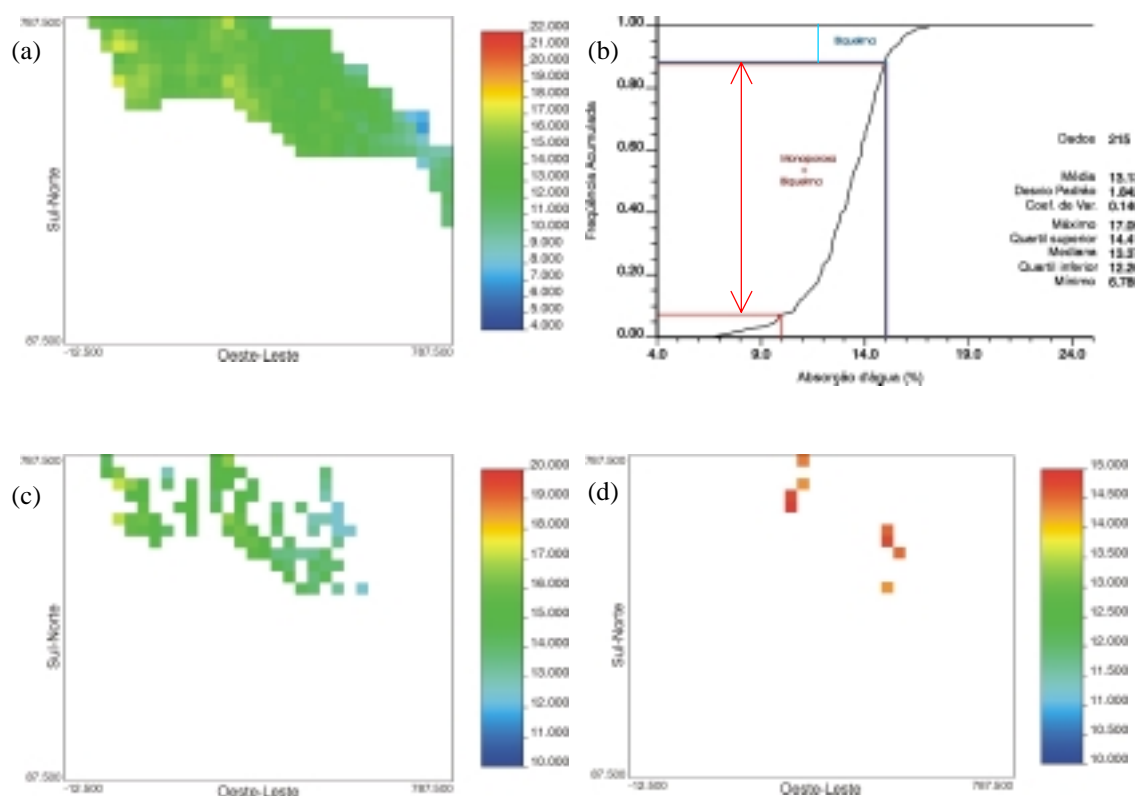 (a)
787.500
Sul-Norte
87.500
-12.500
Oeste-Leste
787.500
22.000
21.000
20.000
19.000
18.000
17.000
16.000
15.000
14.000
13.000
12.000
11.000
10.000
9.000
8.000
7.000
6.000
5.000
4.000
(b)
Freqüência Acumulada
1.00
0.80
0.60
0.40
0.20
0.00
4.0
9.0
14.0
19.0
24.0
Absorção d'água (%)
Biqueima
Monoporosa
Biqueima
Dados 215
Média
Desvio Padrão
Coef. de Var.
Máximo
Quartil superior
Mediana
Quartil inferior
Mínimo
(c)
787.500
Sul-Norte
87.500
-12.500
Oeste-Leste
787.500
20.000
19.000
18.000
17.000
16.000
15.000
14.000
13.000
12.000
11.000
10.000
(d)
787.500
Sul-Norte
87.500
-12.500
Oeste-Leste
787.500
15.000
14.500
14.000
13.500
13.000
12.500
12.000
11.500
11.000
10.500
10.000